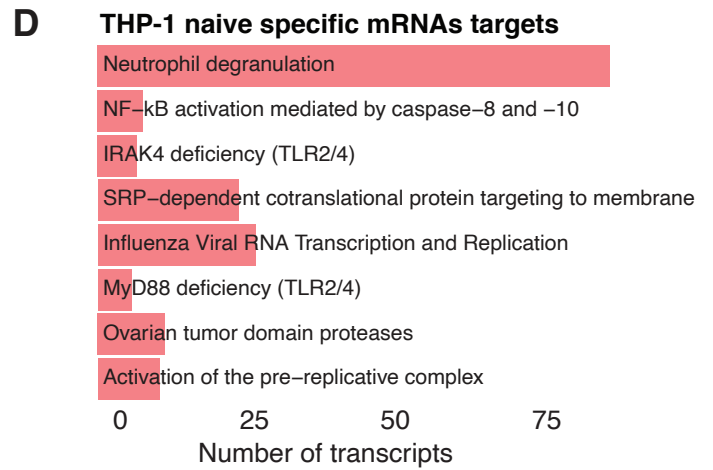 D
THP-1 naive specific mRNAs targets
Neutrophil degranulation
NF−kB activation mediated by caspase−8 and −10
IRAK4 deficiency (TLR2/4)
SRP−dependent cotranslational protein targeting to membrane
Influenza Viral RNA Transcription and Replication
MyD88 deficiency (TLR2/4)
Ovarian tumor domain proteases
Activation of the pre−replicative complex
0 25 50 75
Number of transcripts